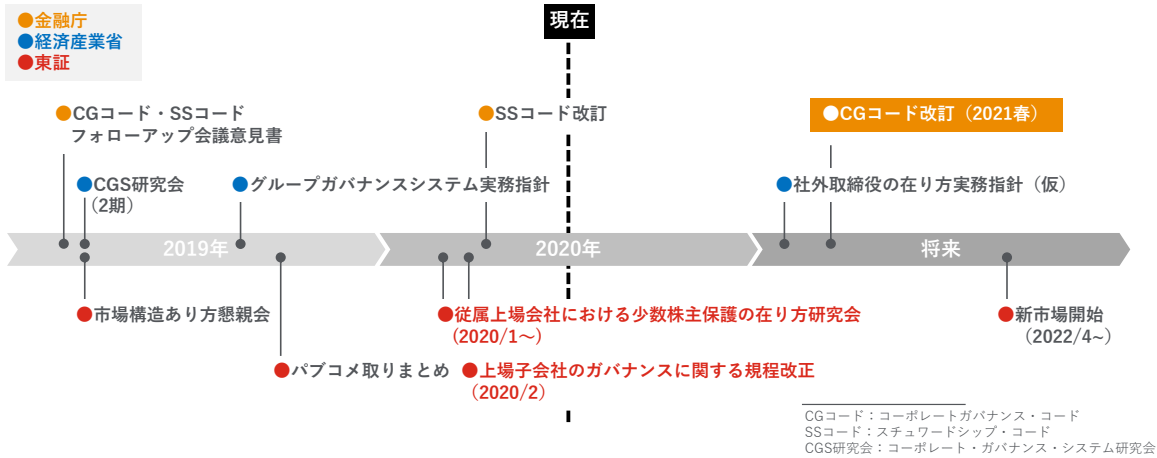 ●金融庁
●経済産業省
●東証
現在
●CGコード・SSコード
フォローアップ会議意見書
●SSコード改訂
●CGコード改訂（2021春）
●CGS研究会
（2期）
●グループガバナンスシステム実務指針
●社外取締役の在り方実務指針（仮）
2019年
2020年
将来
●市場構造あり方懇親会
●従属上場会社における少数株主保護の在り方研究会
（2020/1～）
●新市場開始
（2022/4~）
●パブコメ取りまとめ
●上場子会社のガバナンスに関する規程改正
（2020/2）
CGコード：コーポレートガバナンス・コード
SSコード：スチュワードシップ・コード
CGS研究会：コーポレート・ガバナンス・システム研究会